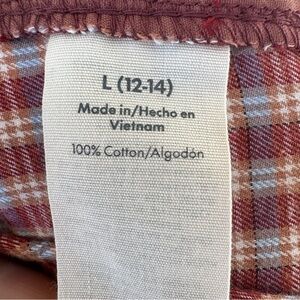 L (12-14)
Made in/Hecho en
Vietnam
100% Cotton/Algodón